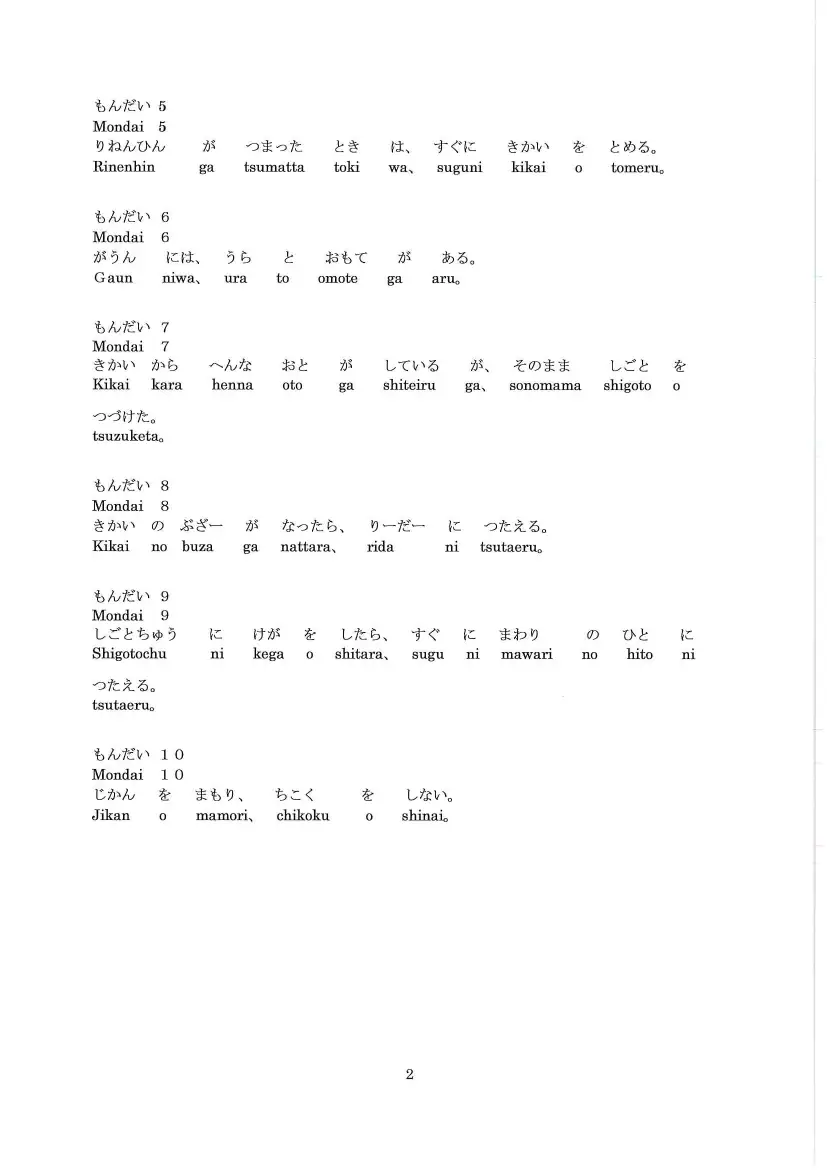 もんだい 5
Mondai 5
りねんひん が つまった とき は、 すぐに きかい を とめる。
Rinenhin ga tsumatta toki wa、 suguni kikai o tomeru。
もんだい 6
Mondai 6
がうん には、 うら と おもて が ある。
Gaun niwa、 ura to omote ga aru。
もんだい 7
Mondai 7
きかい から へんな おと が している が、 そのまま しごと を
Kikai kara henna oto ga shiteiru ga、 sonomama shigoto o
つづけた。
tsuzuketa。
もんだい 8
Mondai 8
きかい の ぶざー が なったら、 りーだー に つたえる。
Kikai no buza ga nattara、 rida ni tsutaeru。
もんだい 9
Mondai 9
しごとちゅう に けが を したら、 すぐ に まわり の ひと に
Shigotochu ni kega o shitara、 sugu ni mawari no hito ni
つたえる。
tsutaeru。
もんだい 10
Mondai 10
じかん を まもり、 ちこく を しない。
Jikan o mamori、 chikoku o shinai。
2